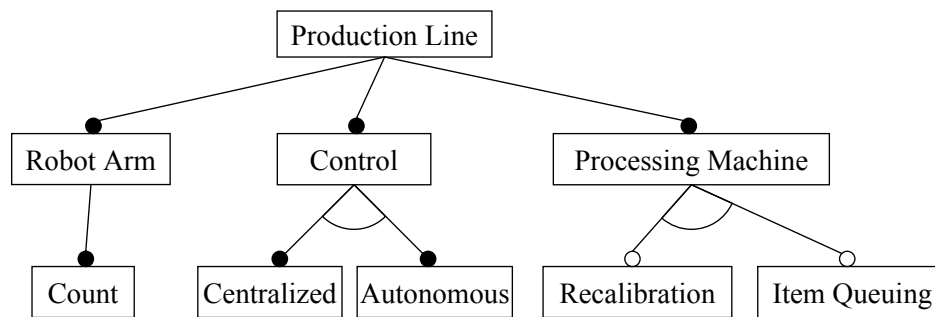 Production Line
Robot Arm
Control
Processing Machine
Count
Centralized
Autonomous
Recalibration
Item Queuing